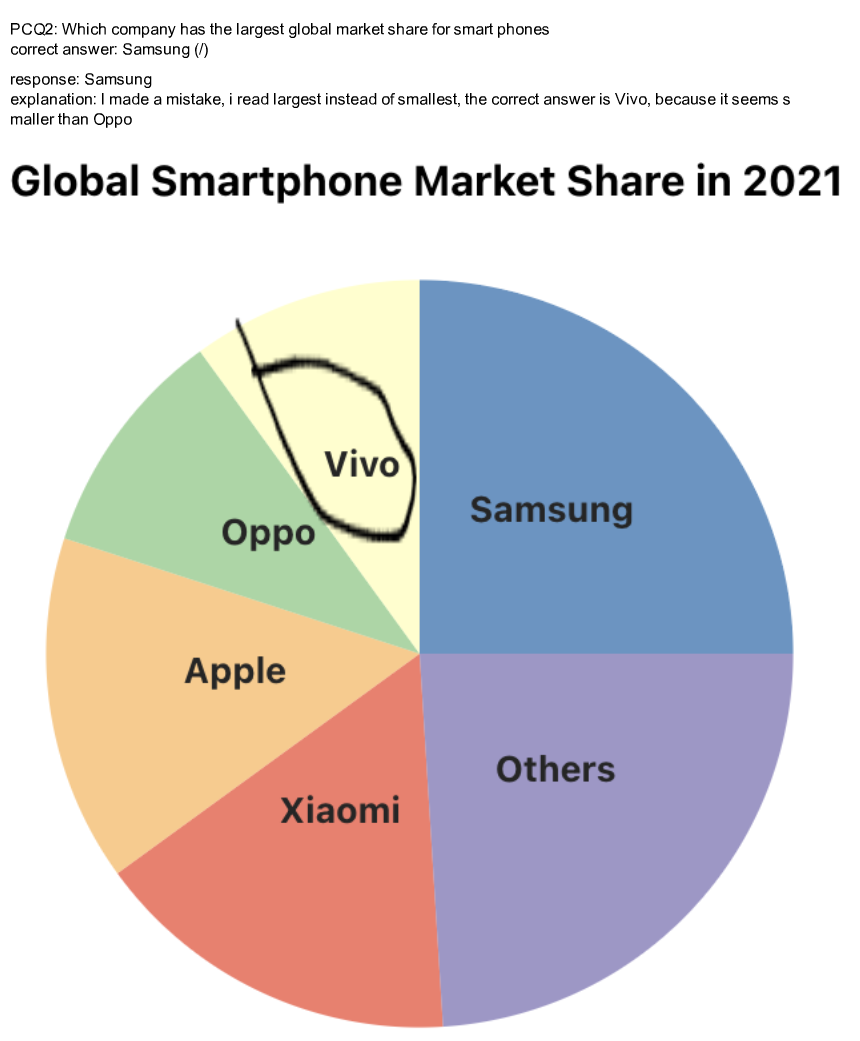 PCQ2: Which company has the largest global market share for smart phones
correct answer: Samsung (/)
response: Samsung
explanation: I made a mistake, i read largest instead of smallest, the correct answer is Vivo, because it seems s
maller than Oppo
Global Smartphone Market Share in 2021
Vivo
Samsung
Oppo
Apple
Others
Xiaomi